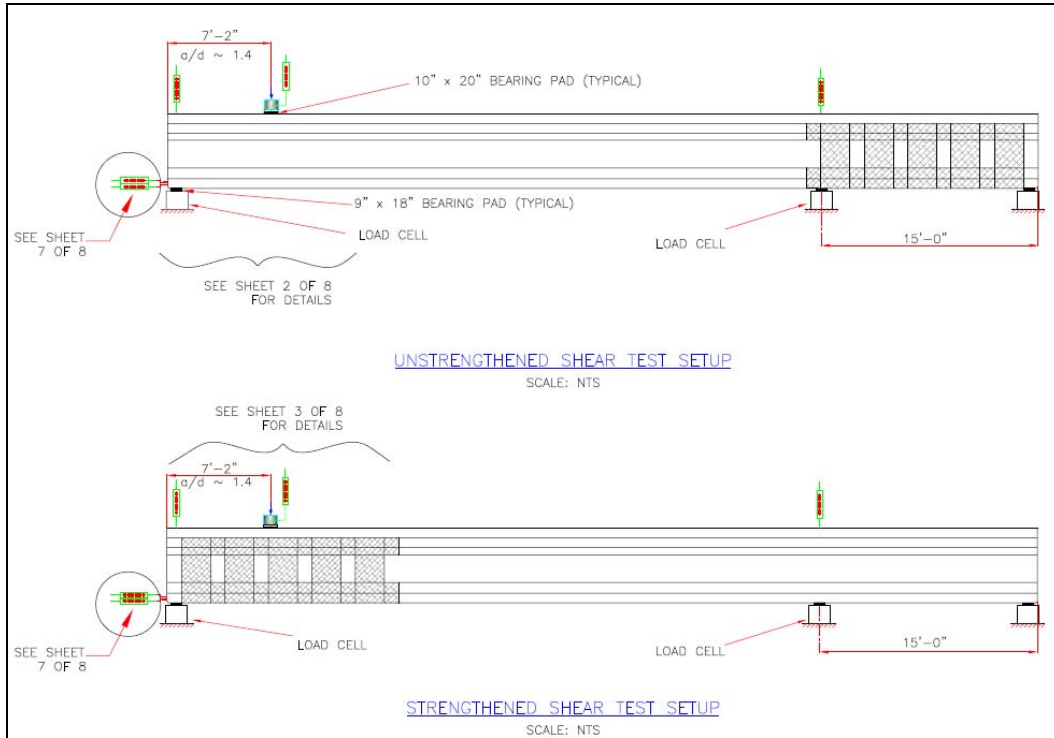 7'-2"
a/d ~ 1.4
10" x 20" BEARING PAD (TYPICAL)
9" x 18" BEARING PAD (TYPICAL)
SEE SHEET
7 OF 8
LOAD CELL
LOAD CELL
15'-0"
SEE SHEET 2 OF 8
FOR DETAILS
UNSTRENGTHENED SHEAR TEST SETUP
SCALE: NTS
SEE SHEET 3 OF 8
FOR DETAILS
7'-2"
a/d ~ 1.4
SEE SHEET
7 OF 8
LOAD CELL
LOAD CELL
15'-0"
STRENGTHENED SHEAR TEST SETUP
SCALE: NTS